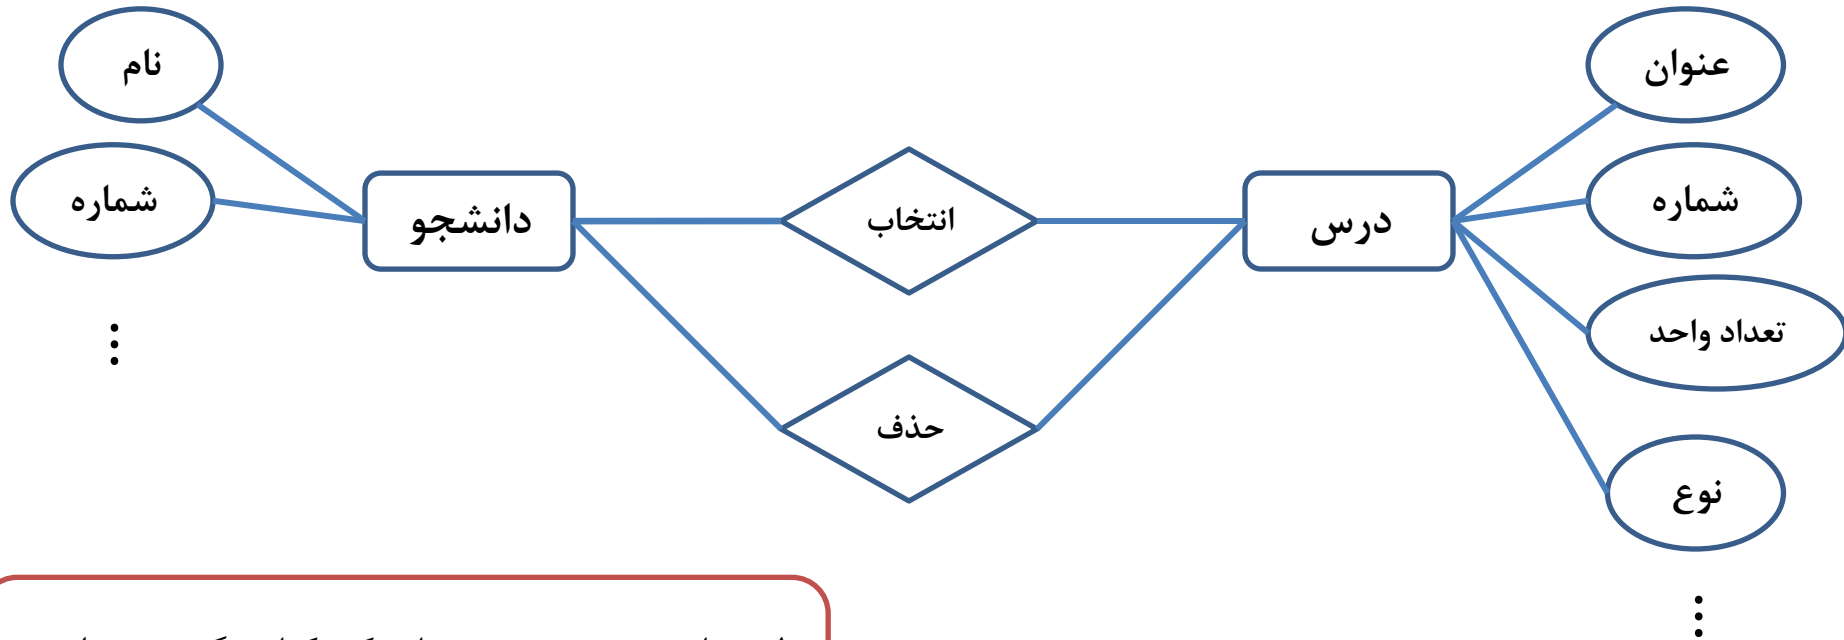 نام
عنوان
شماره
شماره
دانشجو
انتخاب
درس
تعداد واحد
حذف
نوع